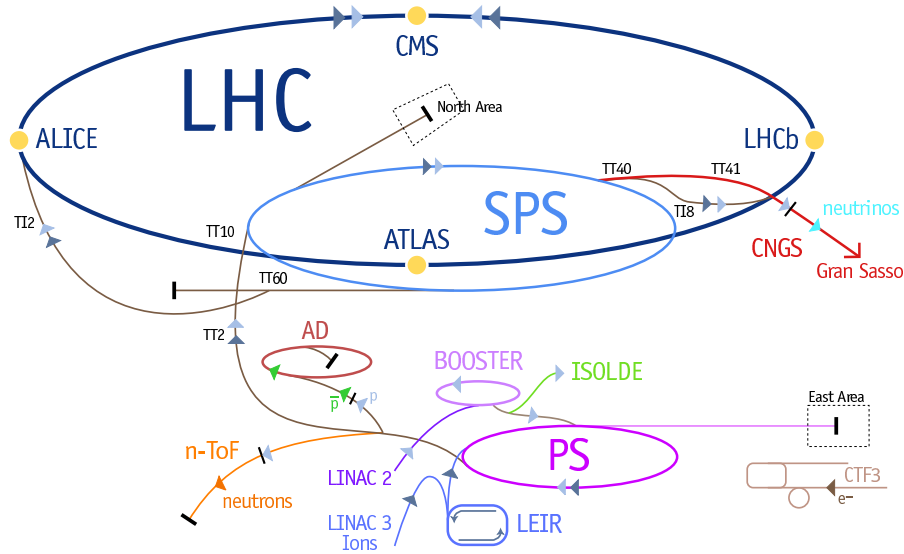 CMS
LHC
North Area
ALICE
LHCb
TT40
TT41
SPS
TI8
neutrinos
TI2
TT10
ATLAS
CNGS
Gran Sasso
TT60
TT2
AD
BOOSTER
ISOLDE
p
p̅
East Area
n-ToF
PS
LINAC 2
neutrons
CTF3
e−
LINAC 3
Ions
LEIR